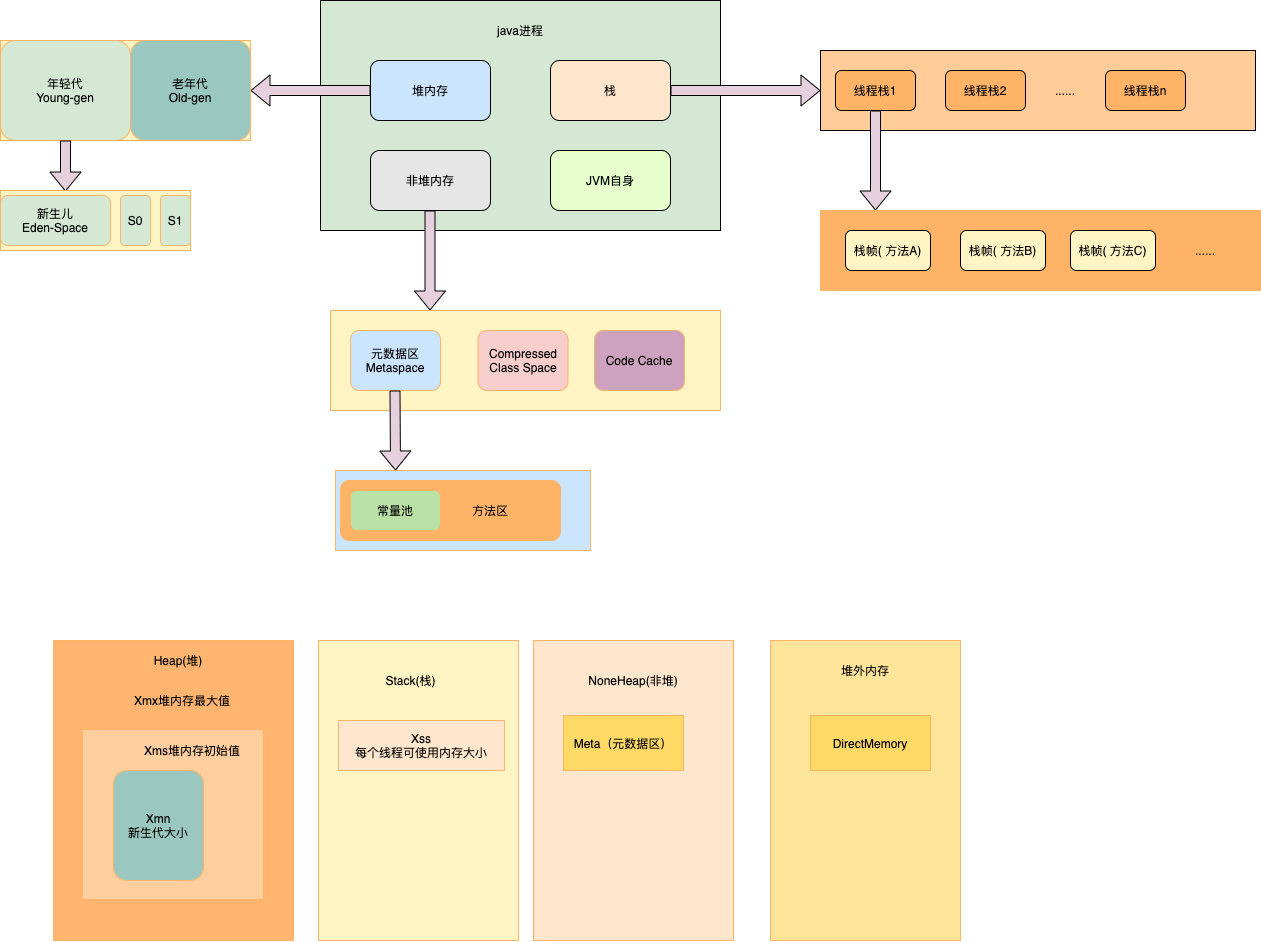 java进程
堆内存
栈
非堆内存
JVM自身
年轻代
Young-gen
老年代
Old-gen
新生儿
Eden-Space
S0
S1
线程栈1
线程栈2
......
线程栈n
栈帧( 方法A)
栈帧( 方法B)
栈帧( 方法C)
......
元数据区
Metaspace
Compressed
Class Space
Code Cache
常量池
方法区
Heap(堆)
Xmx堆内存最大值
Xms堆内存初始值
Xmn
新生代大小
Stack(栈)
Xss
每个线程可使用内存大小
NoneHeap(非堆)
Meta（元数据区）
堆外内存
DirectMemory